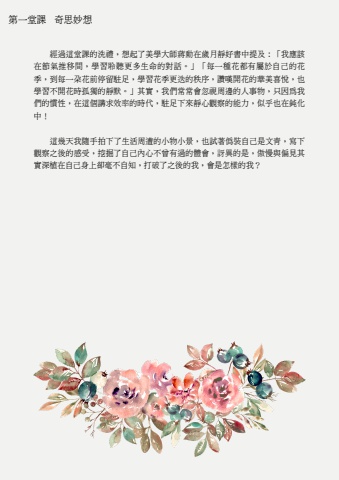 第一堂課　奇思妙想
經過這堂課的洗禮，想起了美學大師蔣勳在歲月靜好書中提及：「我應該
在節氣推移間，學習聆聽更多生命的對話。」「每一種花都有屬於自己的花
季，到每一朵花前停留駐足，學習花季更迭的秩序，讚嘆開花的華美喜悅，也
學習不開花時孤獨的靜默。」其實，我們常常會忽視周邊的人事物，只因爲我
們的慣性，在這個講求效率的時代，駐足下來靜心觀察的能力，似乎也在鈍化
中！
這幾天我隨手拍下了生活周遭的小物小景，也試著偽裝自己是文青，寫下
觀察之後的感受，挖掘了自己內心不曾有過的體會，訝異的是，傲慢與偏見其
實深植在自己身上卻毫不自知，打破了之後的我，會是怎樣的我？